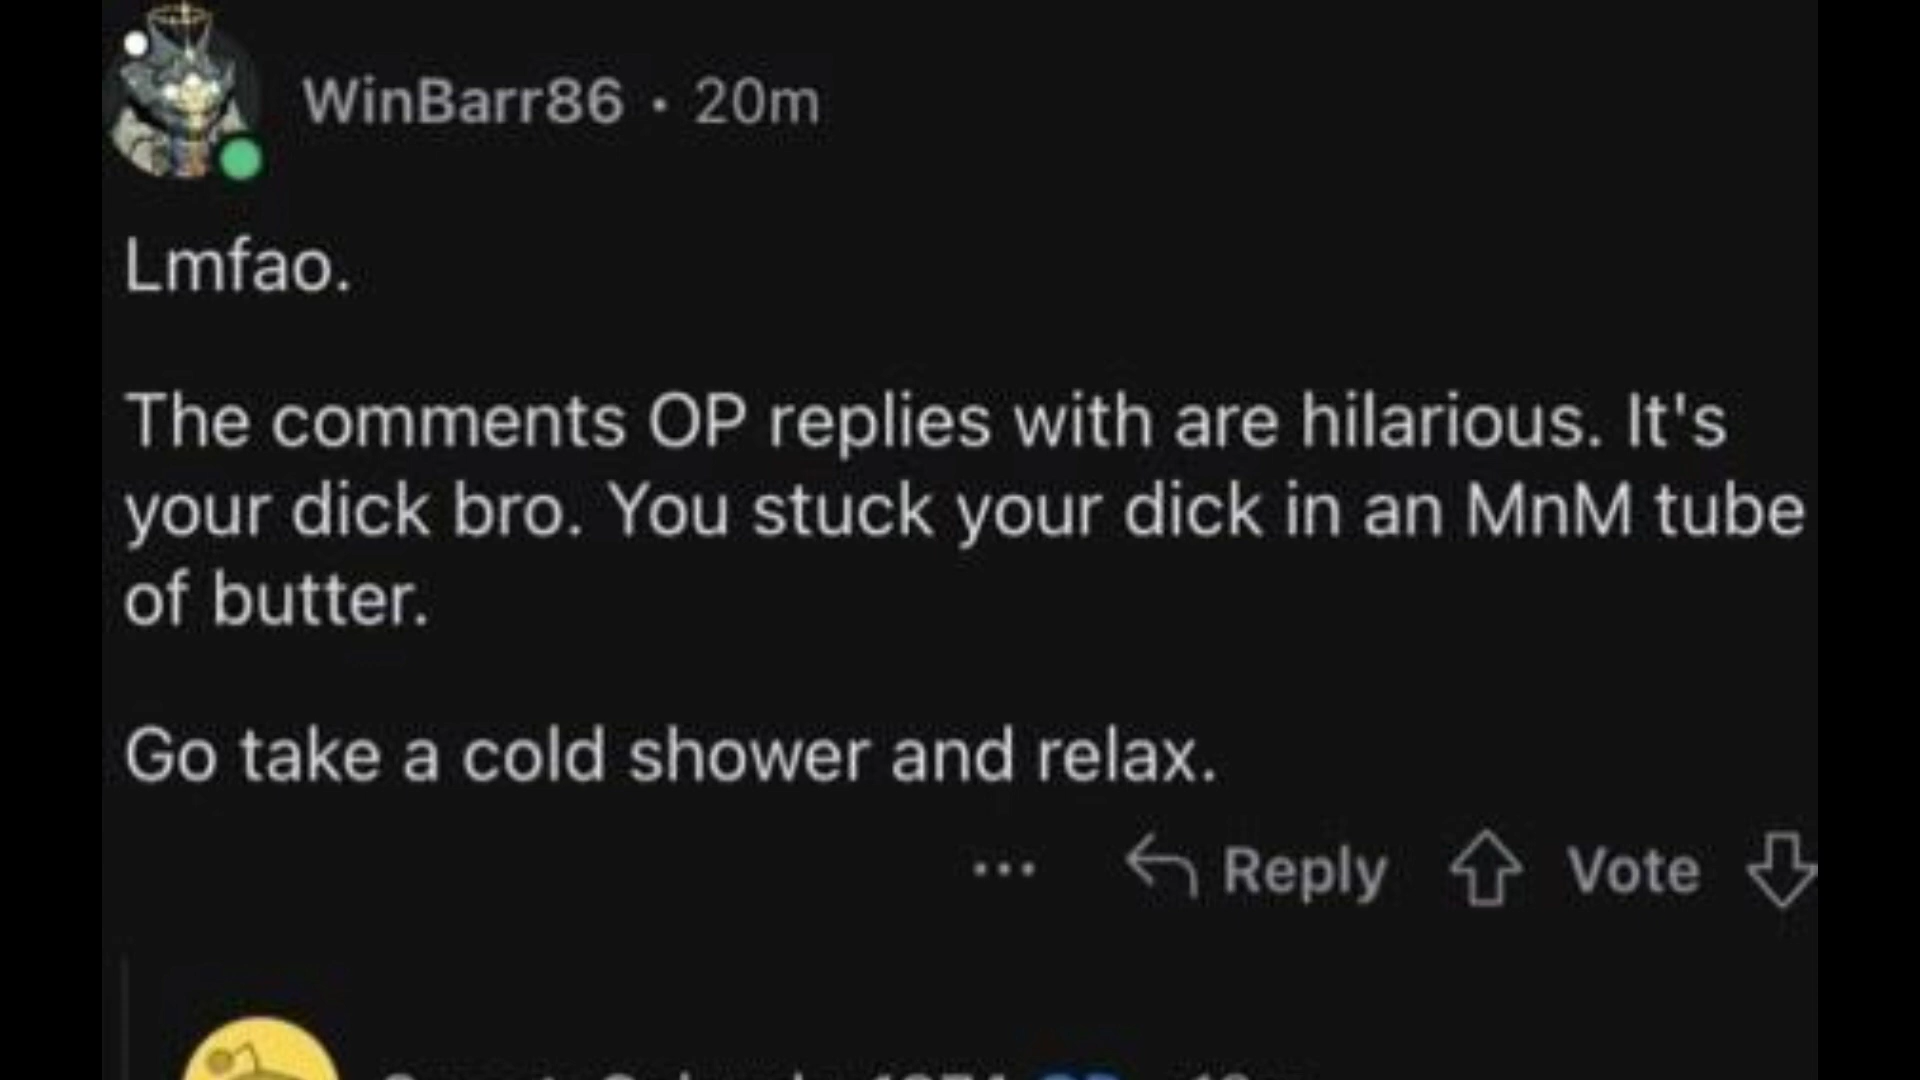 WinBarr86 • 20m
Lmfao.
The comments OP replies with are hilarious. It's
your dick bro. You stuck your dick in an MnM tube
of butter.
Go take a cold shower and relax.
... Reply Vote